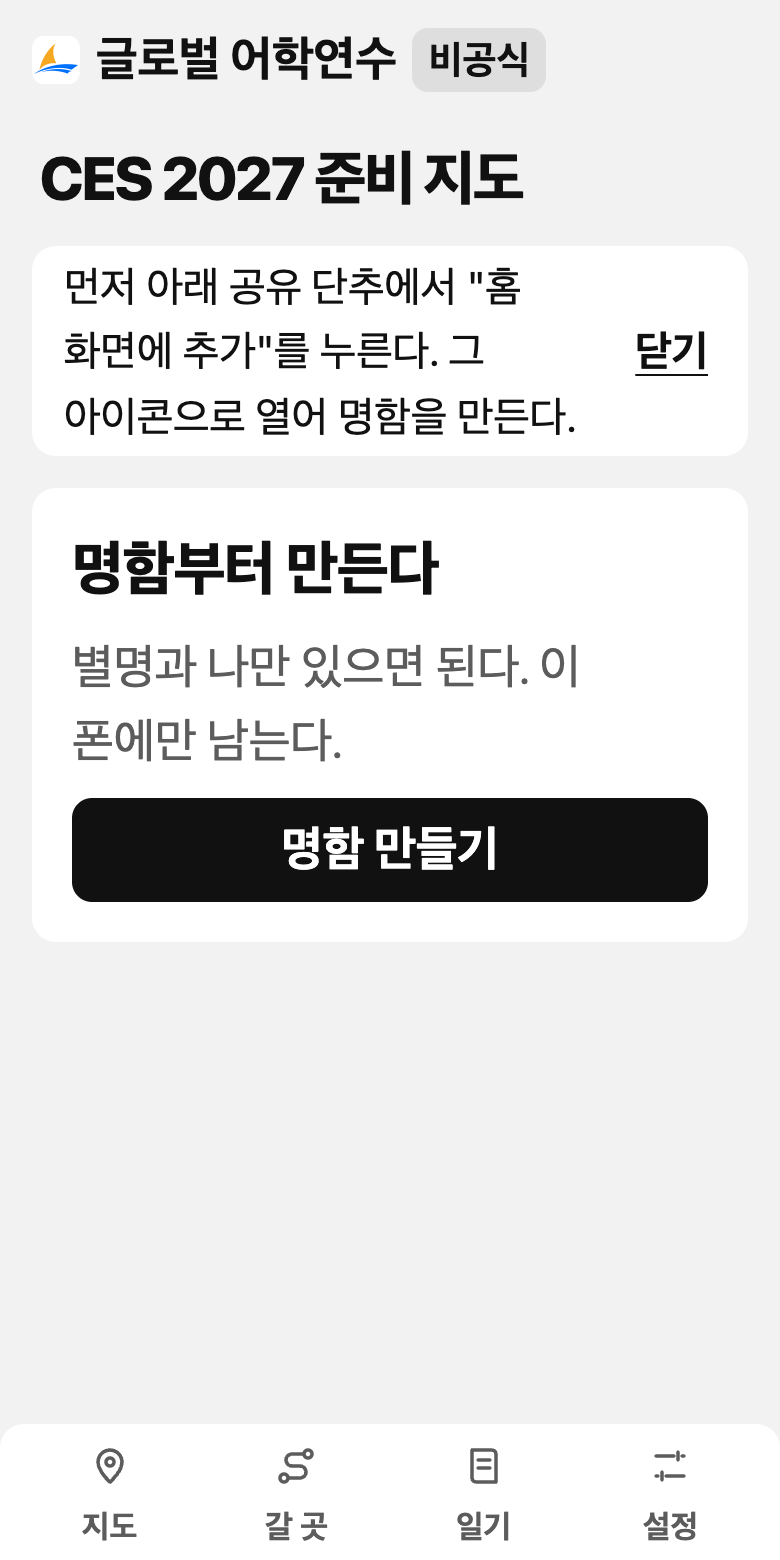 글로벌 어학연수 비공식
CES 2027 준비 지도
먼저 아래 공유 단추에서 "홈
화면에 추가"를 누른다. 그
아이콘으로 열어 명함을 만든다.
닫기
명함부터 만든다
별명과 나만 있으면 된다. 이
폰에만 남는다.
명함 만들기
지도
갈 곳
일기
설정